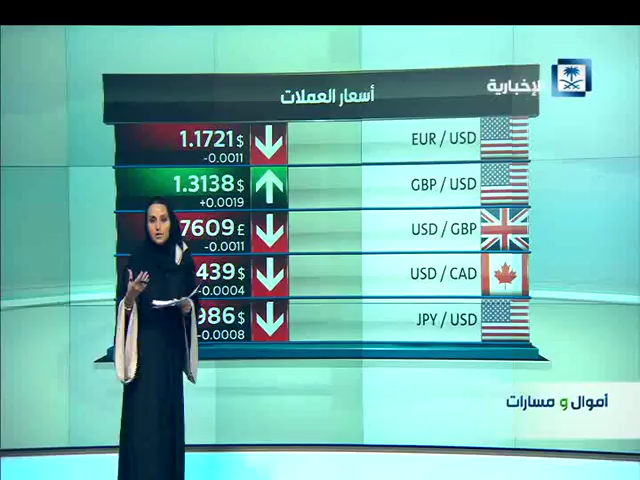 الإخبارية
أسعار العملات
EUR / USD 1.1721 $
-0.0011
GBP / USD 1.3138 $
+0.0019
USD / GBP 7609 £
-0.0011
USD / CAD 439 $
-0.0004
JPY / USD 986 $
-0.0008
أموال و مسارات